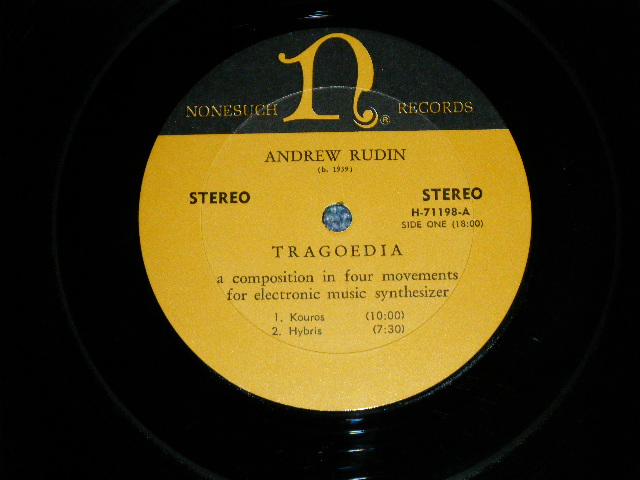 n
NONESUCH RECORDS ®
ANDREW RUDIN
(b. 1939)
STEREO STEREO
H-71198-A
SIDE ONE (18:00)
TRAGOEDIA
a composition in four movements
for electronic music synthesizer
1. Kouros (10:00)
2. Hybris (7:30)